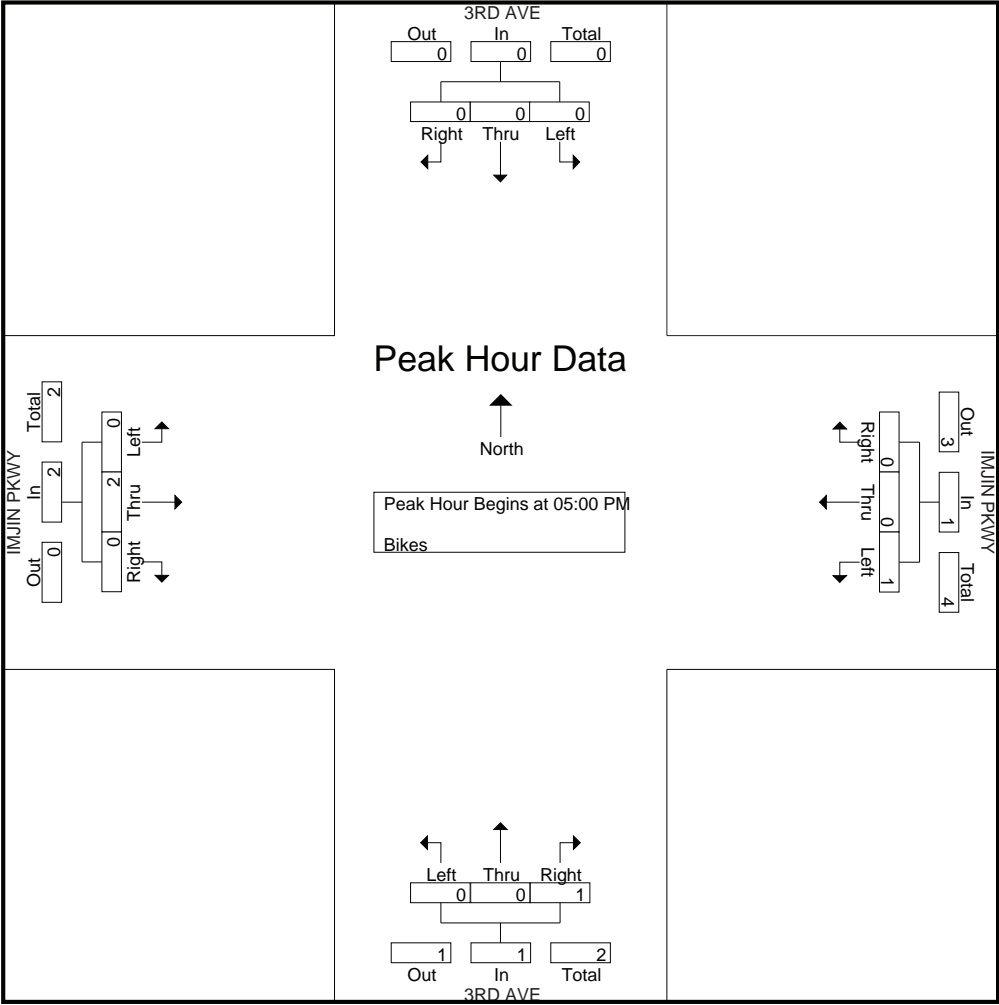 3RD AVE
Out In Total
0 0 0
0 0 0
Right Thru Left
Peak Hour Data
North
Peak Hour Begins at 05:00 PM
Bikes
IMJIN PKWY
Out In Total
0 2 2
Right Thru Left
0 2 0
IMJIN PKWY
Out In Total
3 1 4
Right Thru Left
0 0 1
Left Thru Right
0 0 1
1 1 2
Out In Total
3RD AVE